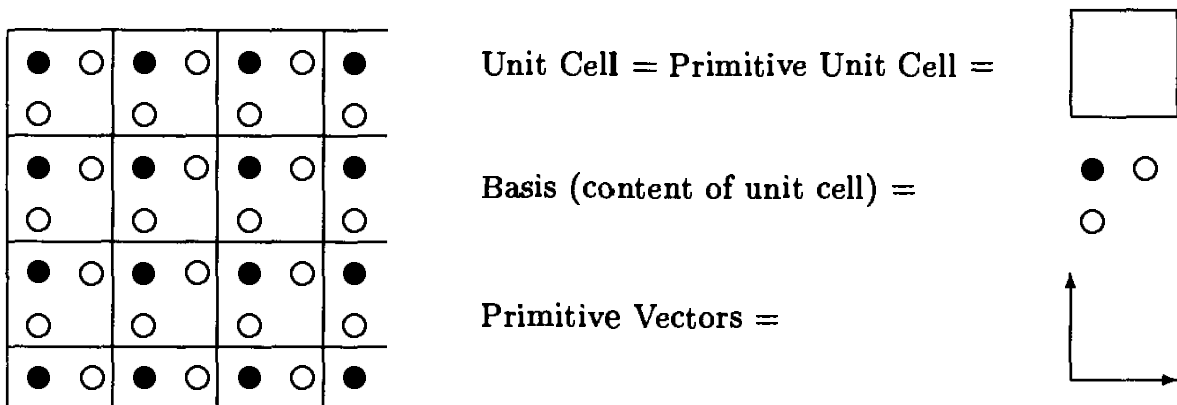 Unit Cell = Primitive Unit Cell =
Basis (content of unit cell) =
Primitive Vectors =